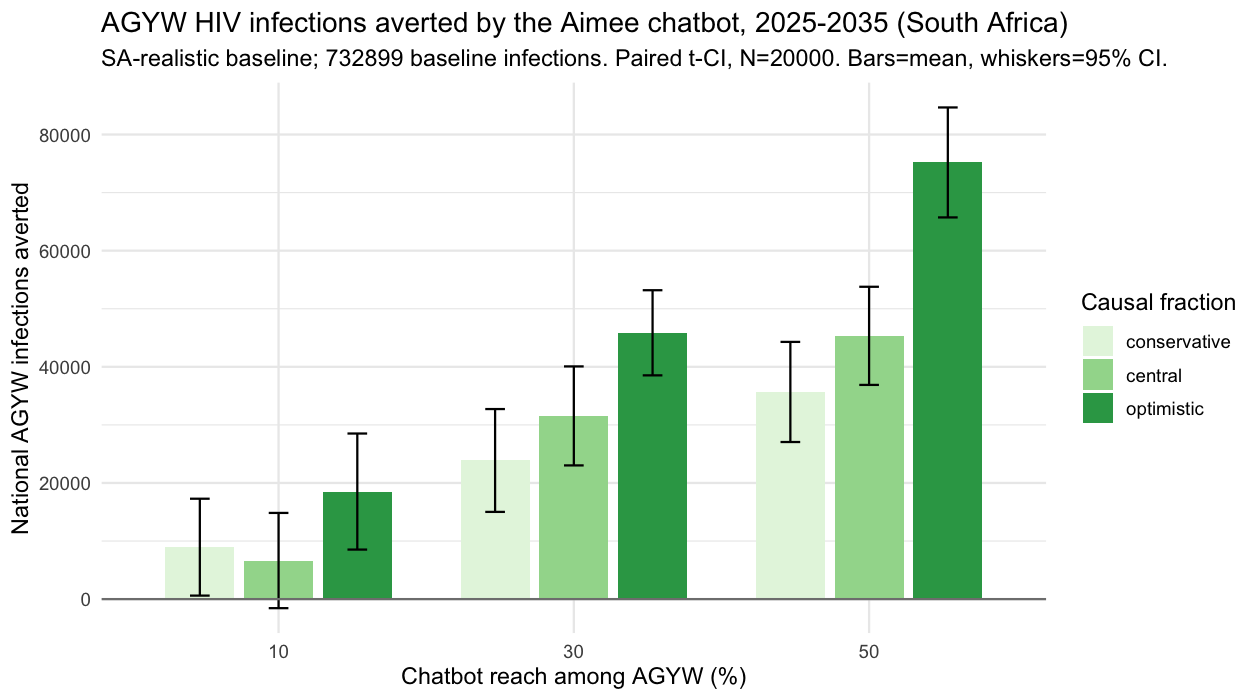 AGYW HIV infections averted by the Aimee chatbot, 2025-2035 (South Africa)
SA-realistic baseline; 732899 baseline infections. Paired t-CI, N=20000. Bars=mean, whiskers=95% CI.
National AGYW infections averted
80000
60000
40000
20000
0
10
30
50
Chatbot reach among AGYW (%)
Causal fraction
conservative
central
optimistic